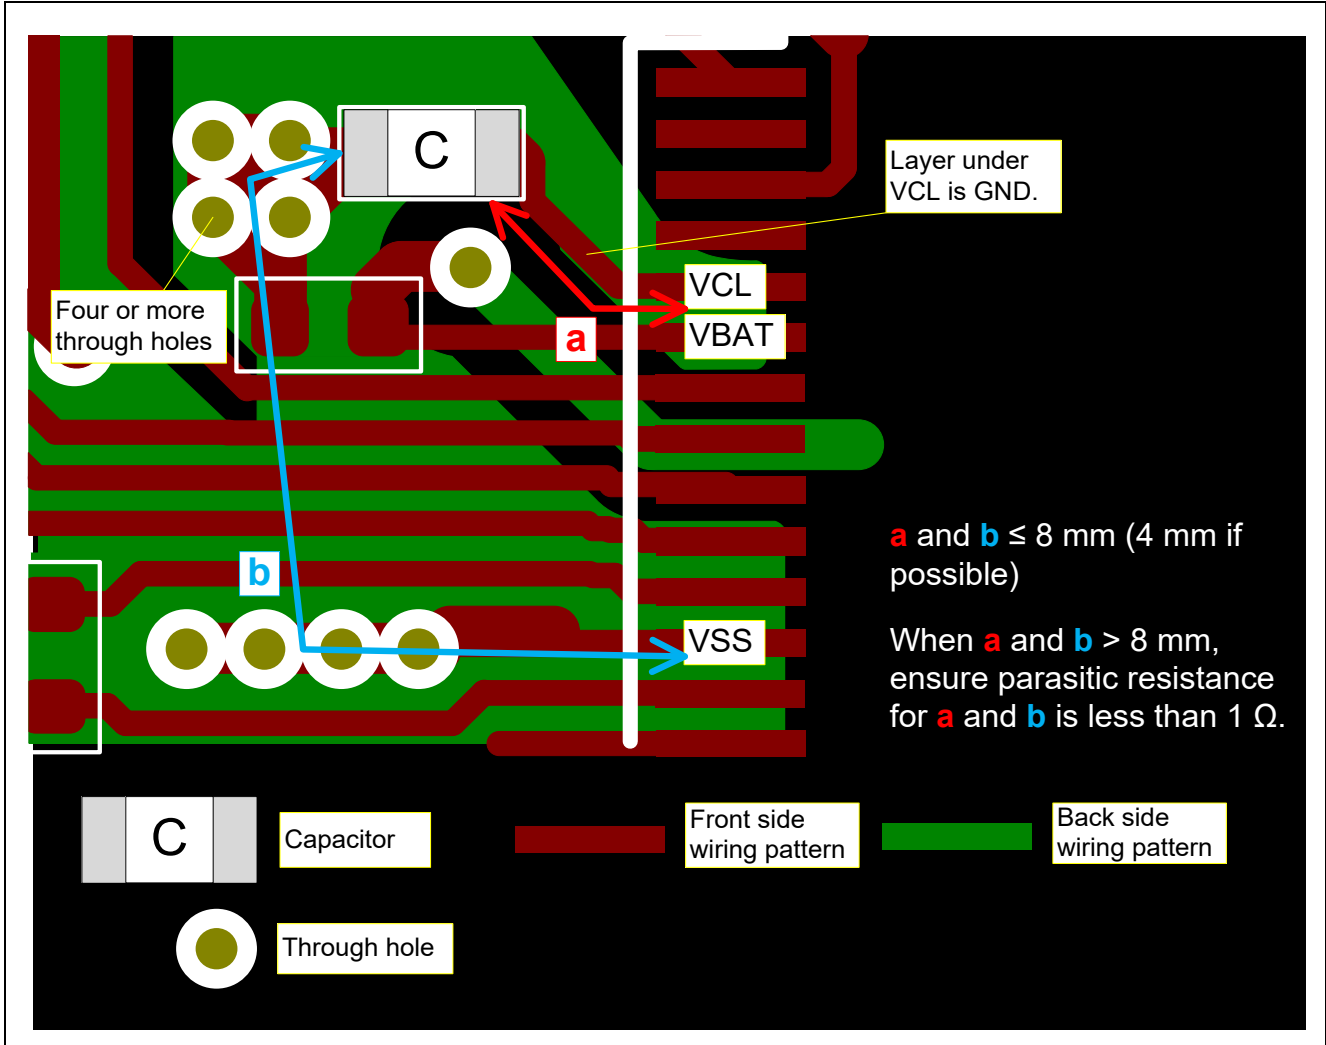 C
Layer under
VCL is GND.
VCL
Four or more
through holes
a
VBAT
a and b ≤ 8 mm (4 mm if
possible)
b
VSS
When a and b > 8 mm,
ensure parasitic resistance
for a and b is less than 1 Ω.
C
Capacitor
Front side
wiring pattern
Back side
wiring pattern
Through hole